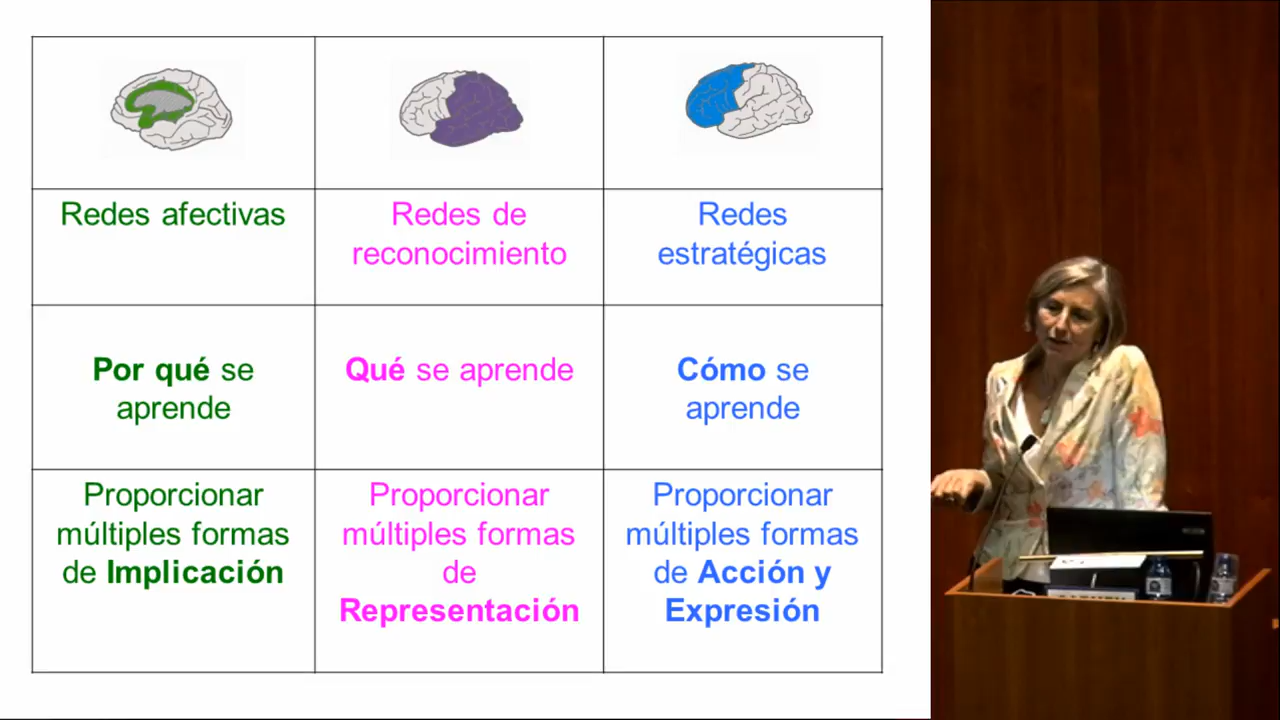 Redes afectivas
Redes de
reconocimiento
Redes
estratégicas
Por qué se
aprende
Qué se aprende
Cómo se
aprende
Proporcionar
múltiples formas
de Implicación
Proporcionar
múltiples formas
de
Representación
Proporcionar
múltiples formas
de Acción y
Expresión